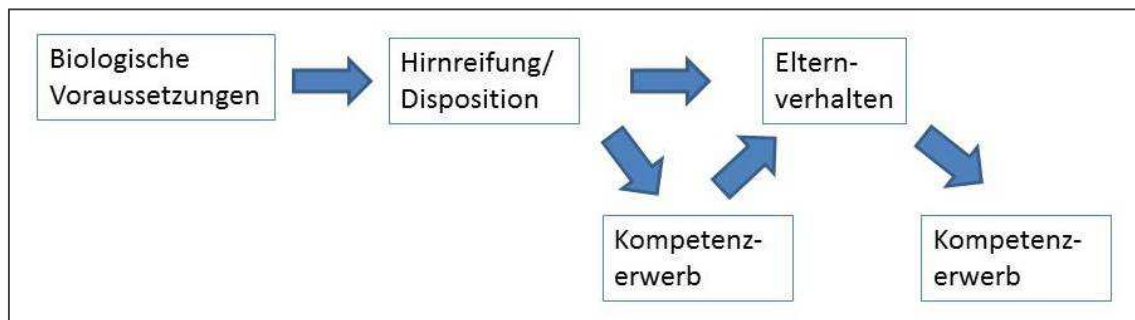 Biologische
Voraussetzungen
Hirnreifung/
Disposition
Eltern-
verhalten
Kompetenz-
erwerb
Kompetenz-
erwerb